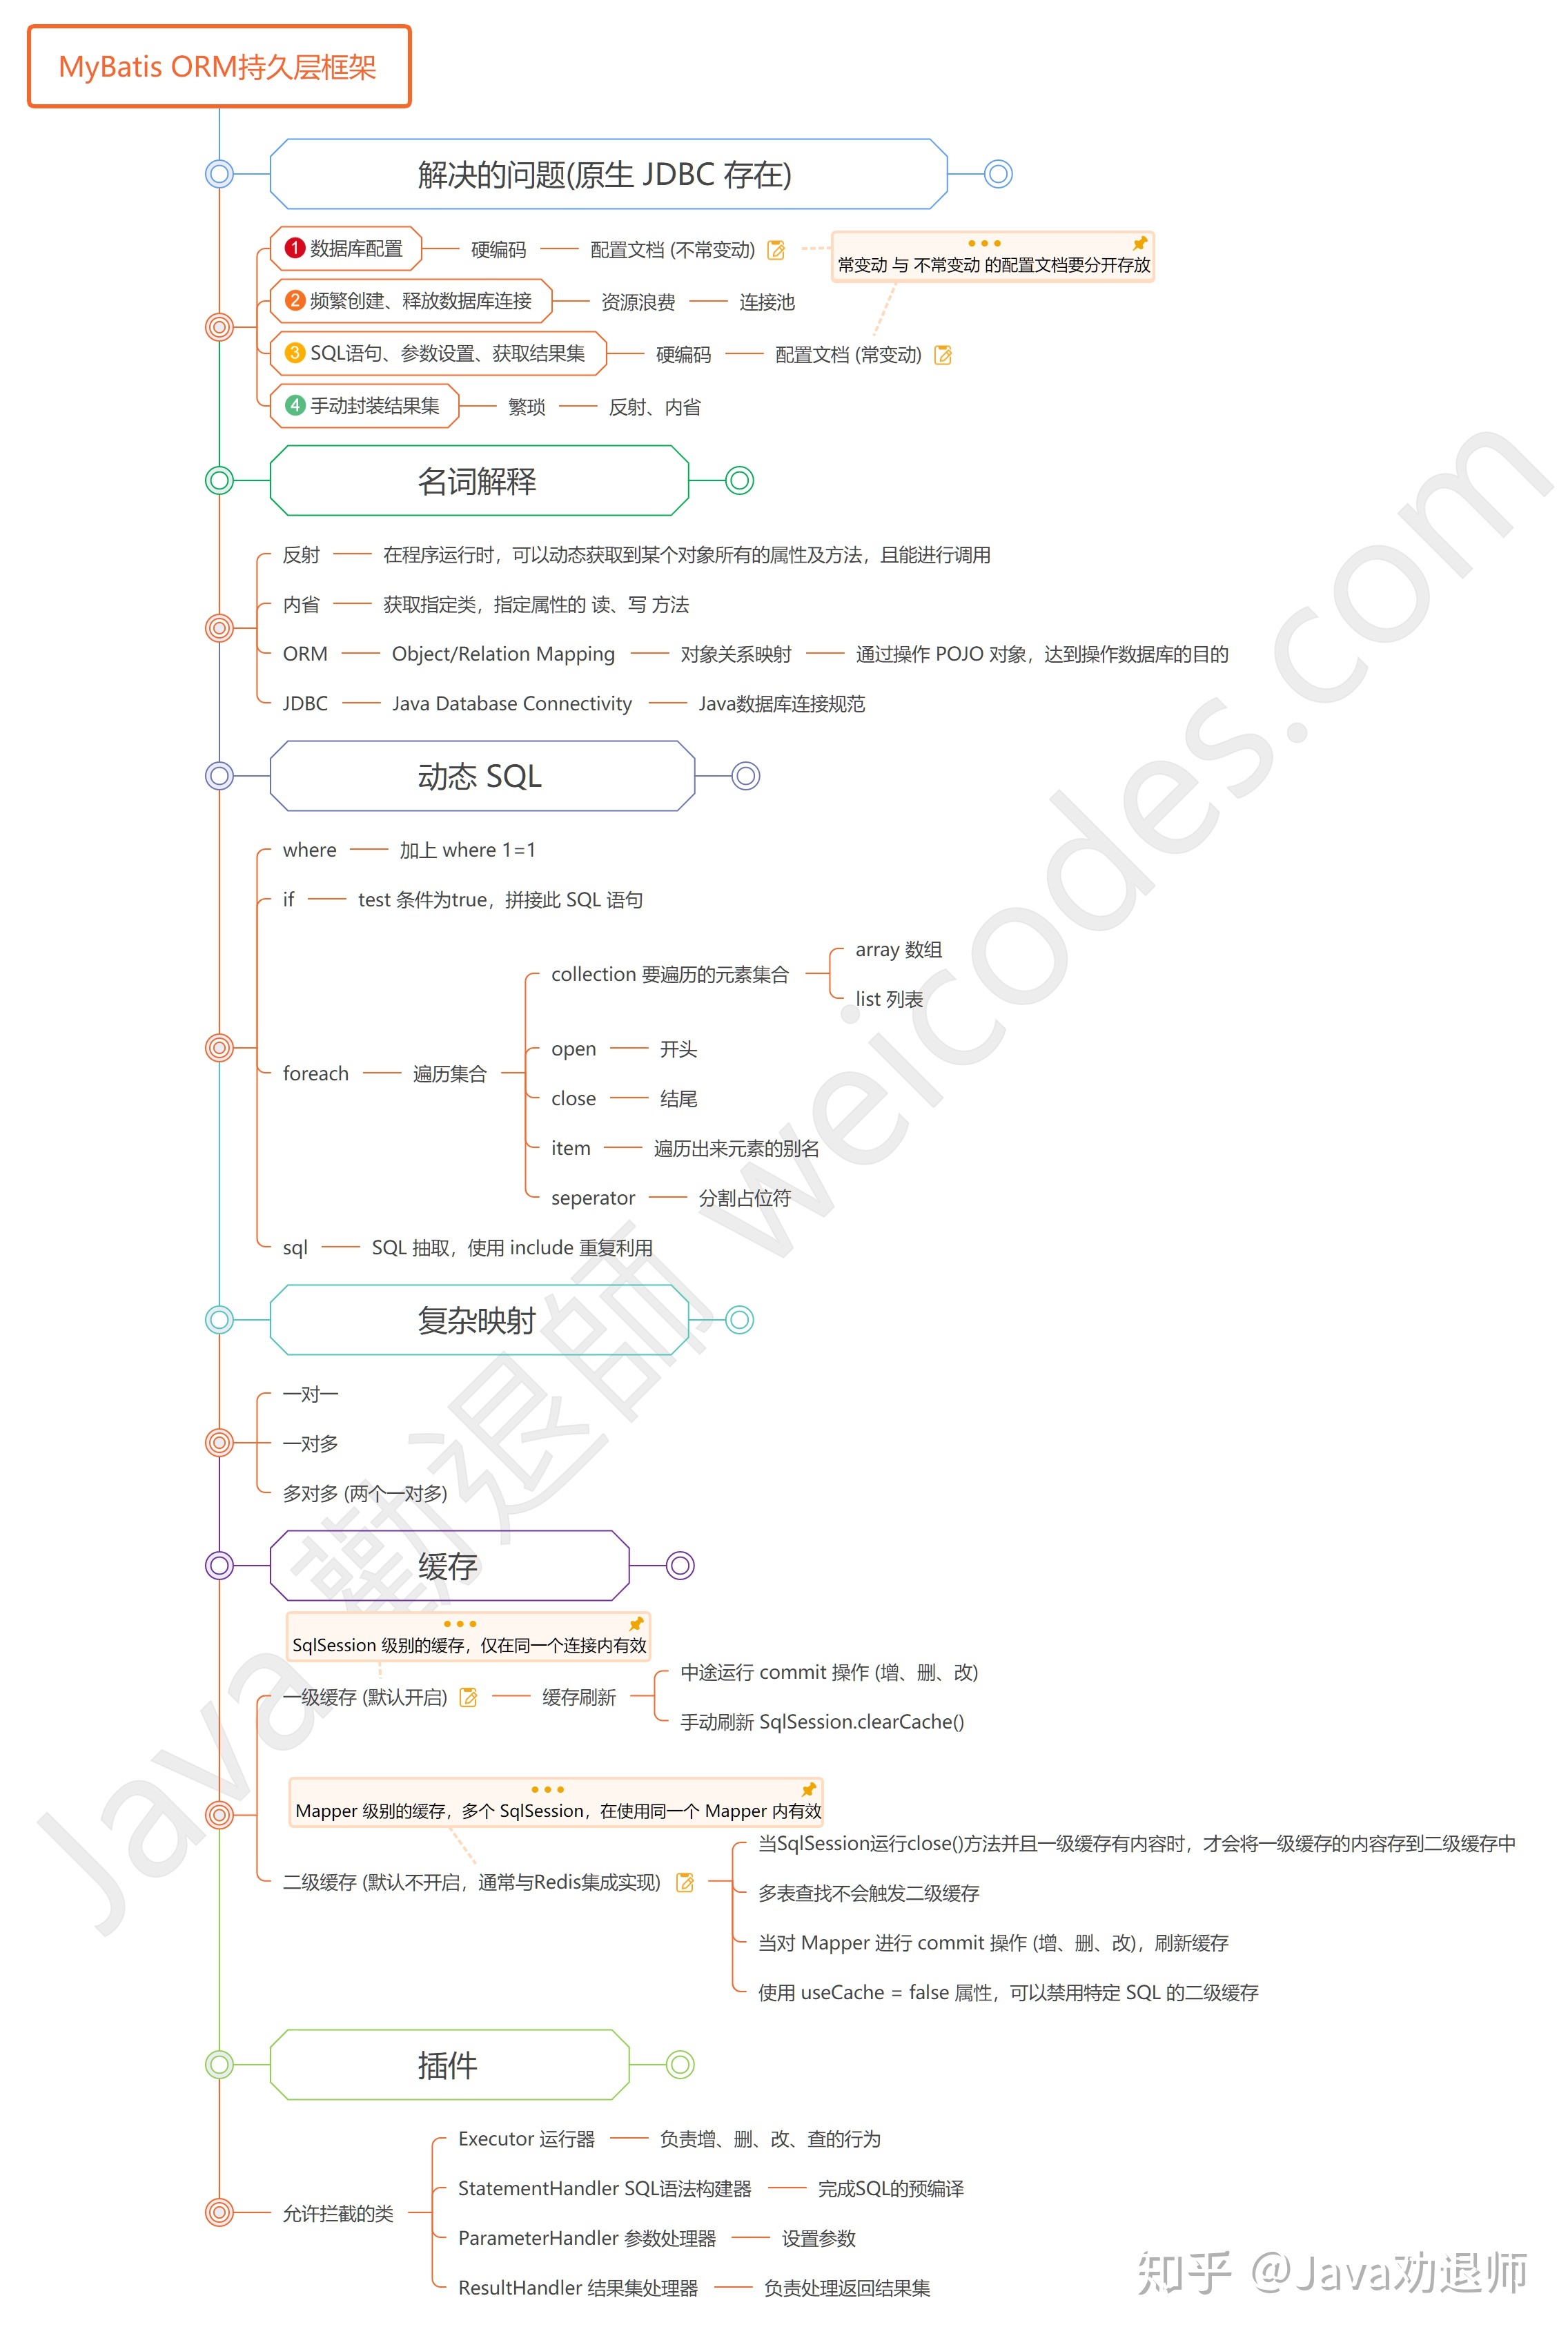 MyBatis ORM持久层框架
解决的问题(原生 JDBC 存在)
1 数据库配置 硬编码 配置文档 (不常变动)
常变动 与 不常变动 的配置文档要分开存放
2 频繁创建、释放数据库连接 资源浪费 连接池
3 SQL语句、参数设置、获取结果集 硬编码 配置文档 (常变动)
4 手动封装结果集 繁琐 反射、内省
名词解释
反射 在程序运行时，可以动态获取到某个对象所有的属性及方法，且能进行调用
内省 获取指定类，指定属性的 读、写 方法
ORM Object/Relation Mapping 对象关系映射 通过操作 POJO 对象，达到操作数据库的目的
JDBC Java Database Connectivity Java数据库连接规范
动态 SQL
where 加上 where 1=1
if test 条件为true，拼接此 SQL 语句
foreach 遍历集合
collection 要遍历的元素集合
array 数组
list 列表
open 开头
close 结尾
item 遍历出来元素的别名
seperator 分割占位符
sql SQL 抽取，使用 include 重复利用
复杂映射
一对一
一对多
多对多 (两个一对多)
缓存
SqlSession 级别的缓存，仅在同一个连接内有效
一级缓存 (默认开启) 缓存刷新
中途运行 commit 操作 (增、删、改)
手动刷新 SqlSession.clearCache()
Mapper 级别的缓存，多个 SqlSession，在使用同一个 Mapper 内有效
二级缓存 (默认不开启，通常与Redis集成实现)
当SqlSession运行close()方法并且一级缓存有内容时，才会将一级缓存的内容存到二级缓存中
多表查找不会触发二级缓存
当对 Mapper 进行 commit 操作 (增、删、改)，刷新缓存
使用 useCache = false 属性，可以禁用特定 SQL 的二级缓存
插件
允许拦截的类
Executor 运行器 负责增、删、改、查的行为
StatementHandler SQL语法构建器 完成SQL的预编译
ParameterHandler 参数处理器 设置参数
ResultHandler 结果集处理器 负责处理返回结果集
Java 勸退師 weicodes.com
知乎 @Java劝退师